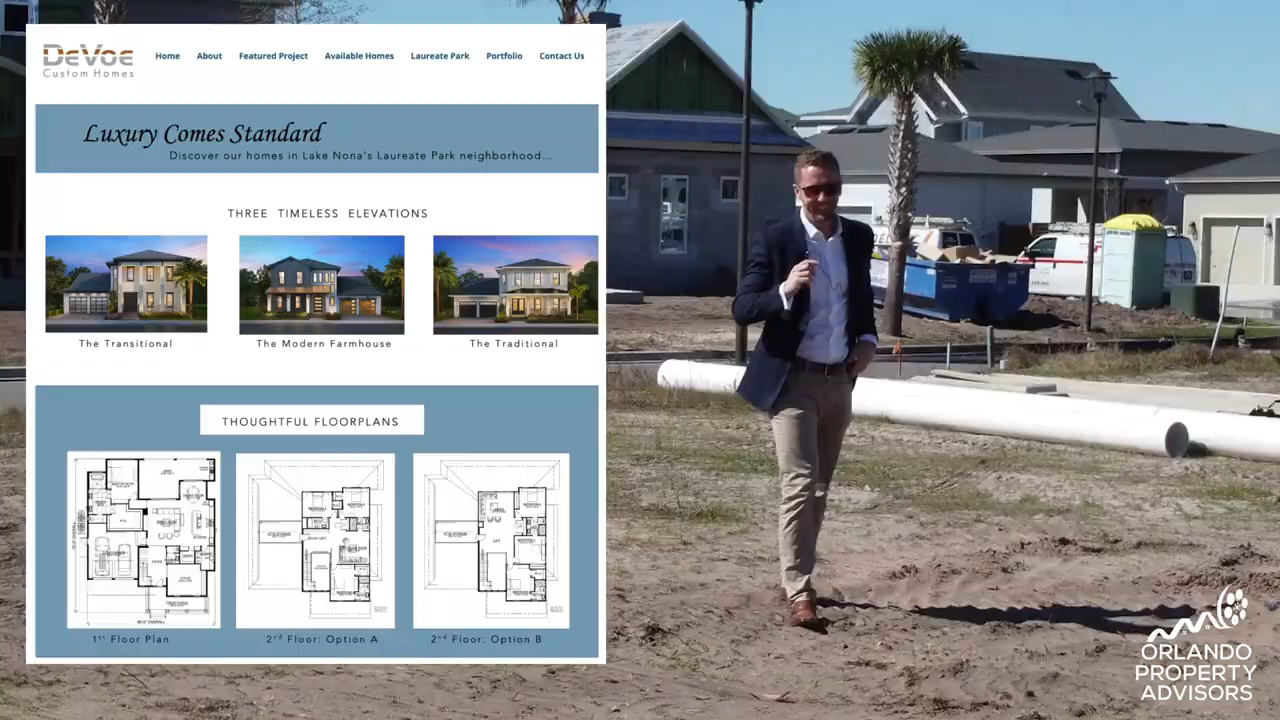 DeVoe
Custom Homes
Home About Featured Project Available Homes Laureate Park Portfolio Contact Us
Luxury Comes Standard
Discover our homes in Lake Nona's Laureate Park neighborhood...
THREE TIMELESS ELEVATIONS
The Transitional The Modern Farmhouse The Traditional
THOUGHTFUL FLOORPLANS
1st Floor Plan 2nd Floor: Option A 2nd Floor: Option B
ORLANDO
PROPERTY
ADVISORS